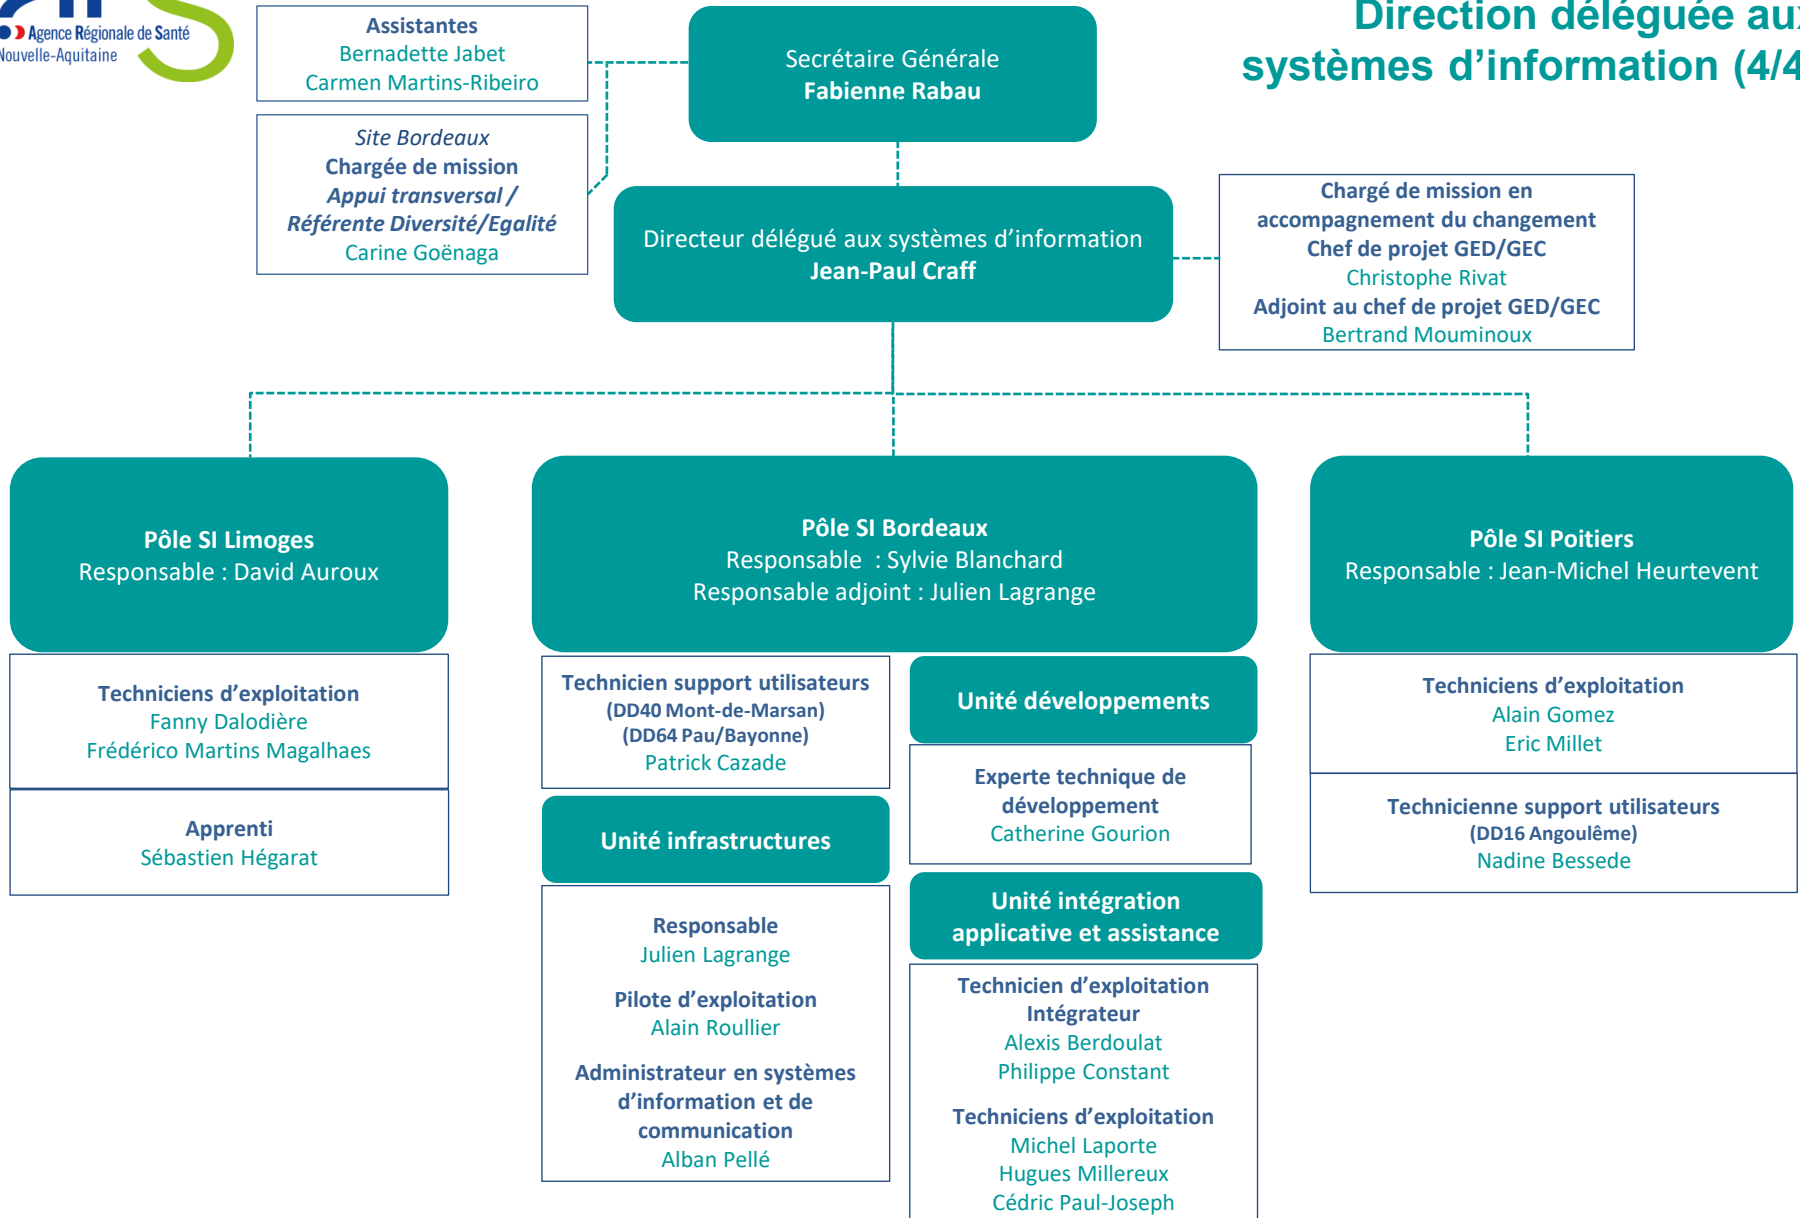 Agence Régionale de Santé
Nouvelle-Aquitaine
Direction déléguée aux
systèmes d’information (4/4
Assistantes
Bernadette Jabet
Carmen Martins-Ribeiro
Secrétaire Générale
Fabienne Rabau
Site Bordeaux
Chargée de mission
Appui transversal /
Référente Diversité/Egalité
Carine Goënaga
Directeur délégué aux systèmes d’information
Jean-Paul Craff
Chargé de mission en
accompagnement du changement
Chef de projet GED/GEC
Christophe Rivat
Adjoint au chef de projet GED/GEC
Bertrand Mouminoux
Pôle SI Limoges
Responsable : David Auroux
Techniciens d’exploitation
Fanny Dalodière
Frédérico Martins Magalhaes
Apprenti
Sébastien Hégarat
Pôle SI Bordeaux
Responsable : Sylvie Blanchard
Responsable adjoint : Julien Lagrange
Technicien support utilisateurs
(DD40 Mont-de-Marsan)
(DD64 Pau/Bayonne)
Patrick Cazade
Unité infrastructures
Responsable
Julien Lagrange
Pilote d’exploitation
Alain Roullier
Administrateur en systèmes
d’information et de
communication
Alban Pellé
Unité développements
Experte technique de
développement
Catherine Gourion
Unité intégration
applicative et assistance
Technicien d’exploitation
Intégrateur
Alexis Berdoulat
Philippe Constant
Techniciens d’exploitation
Michel Laporte
Hugues Millereux
Cédric Paul-Joseph
Pôle SI Poitiers
Responsable : Jean-Michel Heurtevent
Techniciens d’exploitation
Alain Gomez
Eric Millet
Technicienne support utilisateurs
(DD16 Angoulême)
Nadine Bessede